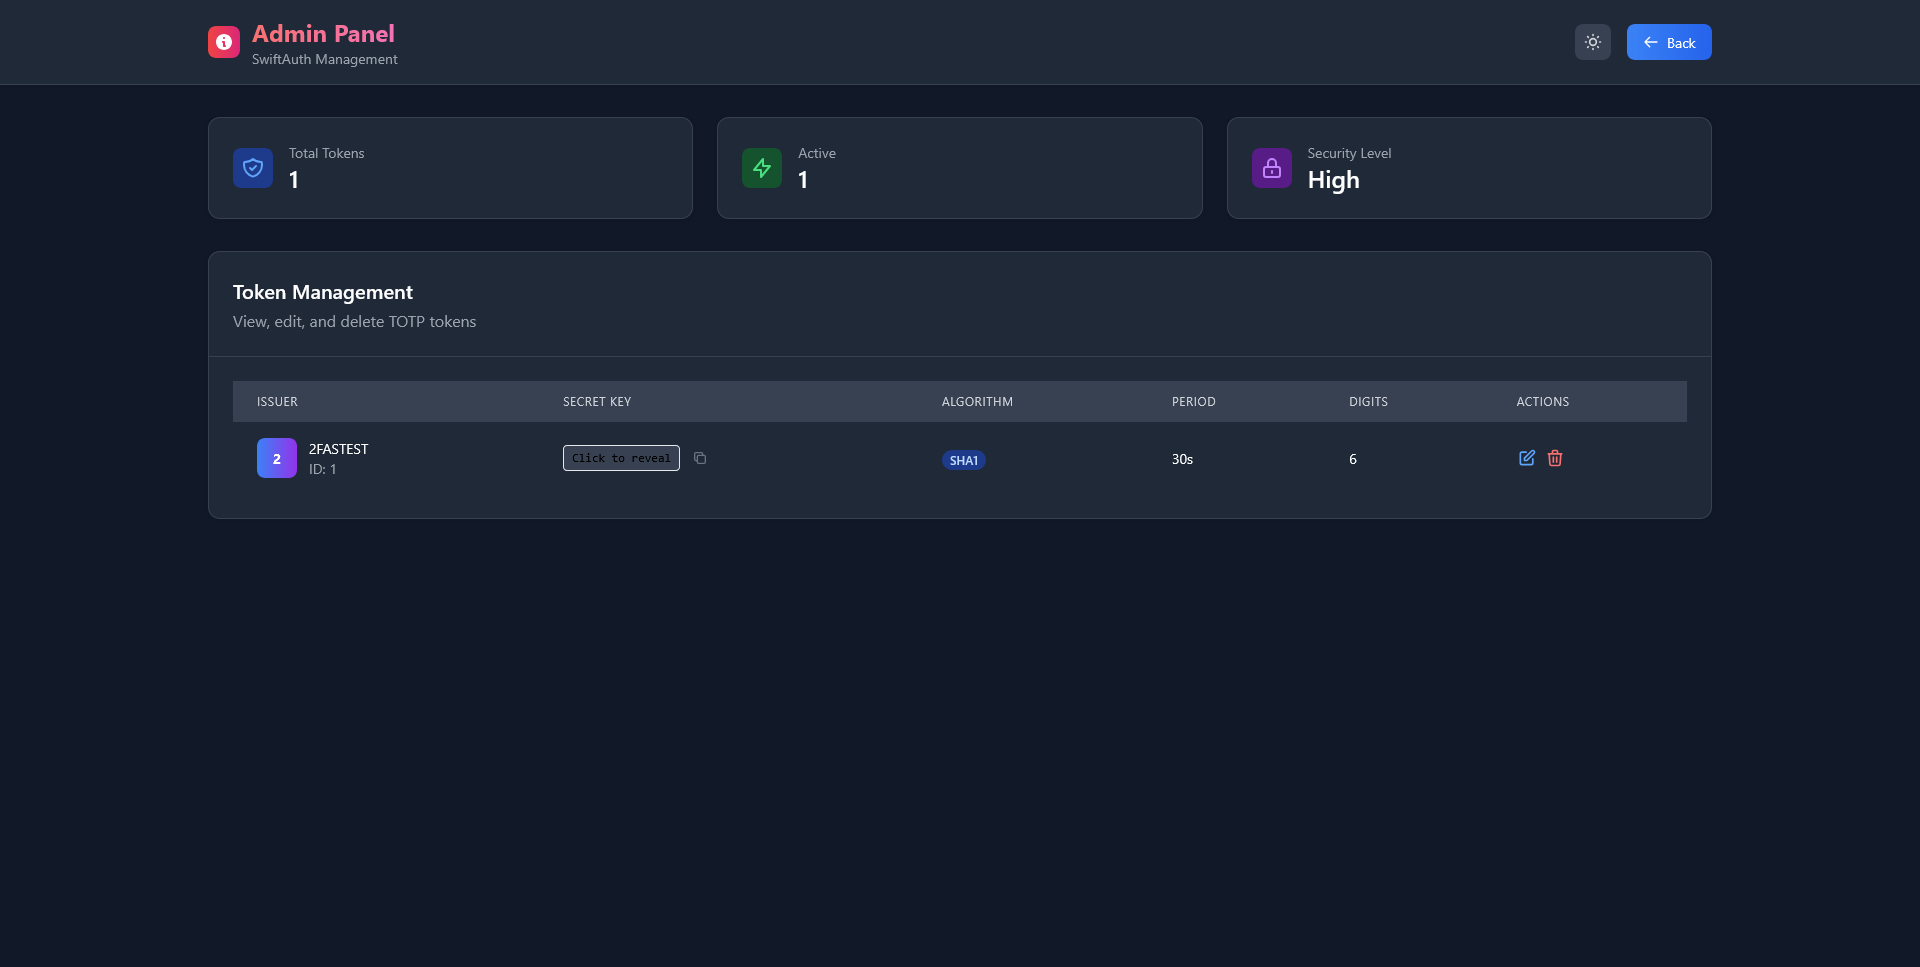 Admin Panel
SwiftAuth Management
Back
Total Tokens
1
Active
1
Security Level
High
Token Management
View, edit, and delete TOTP tokens
ISSUER SECRET KEY ALGORITHM PERIOD DIGITS ACTIONS
2 2FASTEST Click to reveal SHA1 30s 6
ID: 1